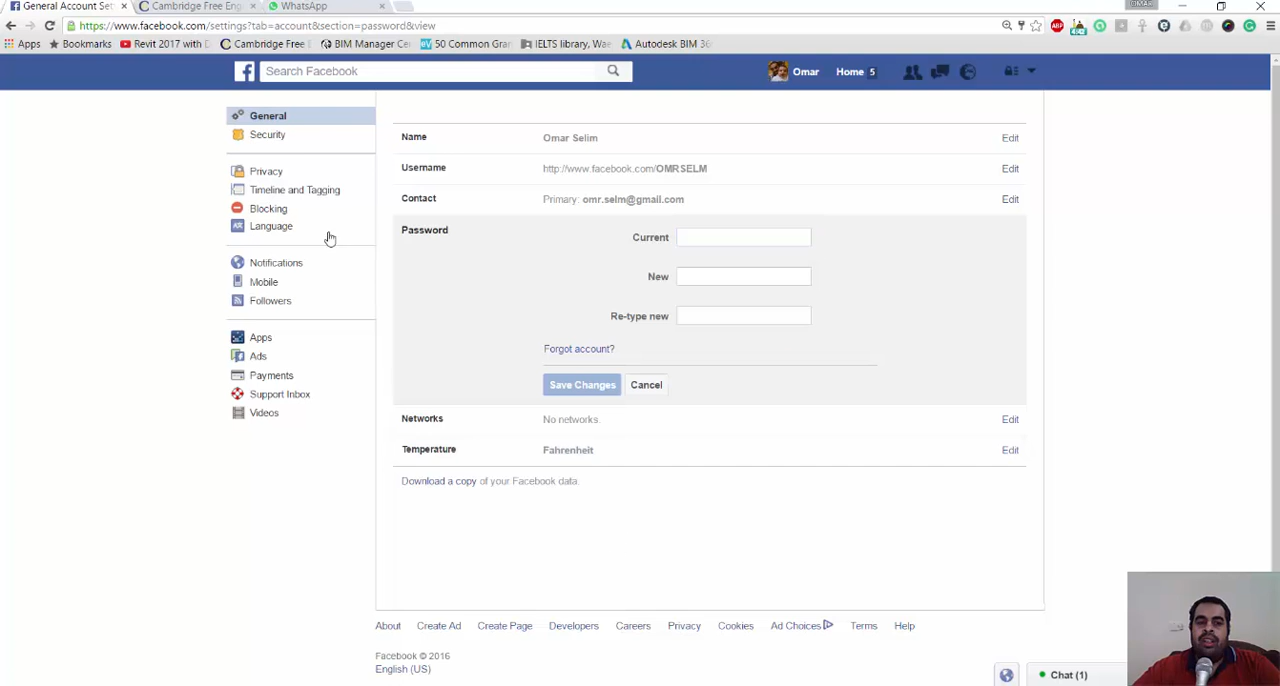 General Account Set
Cambridge Free Eng
WhatsApp
OMAR
https://www.facebook.com/settings?tab=account&section=password&view
Apps
Bookmarks
Revit 2017 with D
Cambridge Free E
BIM Manager Ce
50 Common Gra
IELTS library, Wae
Autodesk BIM 36
Search Facebook
Omar
Home 5
General
Security
Privacy
Timeline and Tagging
Blocking
Language
Notifications
Mobile
Followers
Apps
Ads
Payments
Support Inbox
Videos
Name Omar Selim Edit
Username http://www.facebook.com/OMRSELM Edit
Contact Primary: omr.selm@gmail.com Edit
Password
Current
New
Re-type new
Forgot account?
Save Changes Cancel
Networks No networks. Edit
Temperature Fahrenheit Edit
Download a copy of your Facebook data.
About Create Ad Create Page Developers Careers Privacy Cookies Ad Choices Terms Help
Facebook © 2016
English (US)
Chat (1)